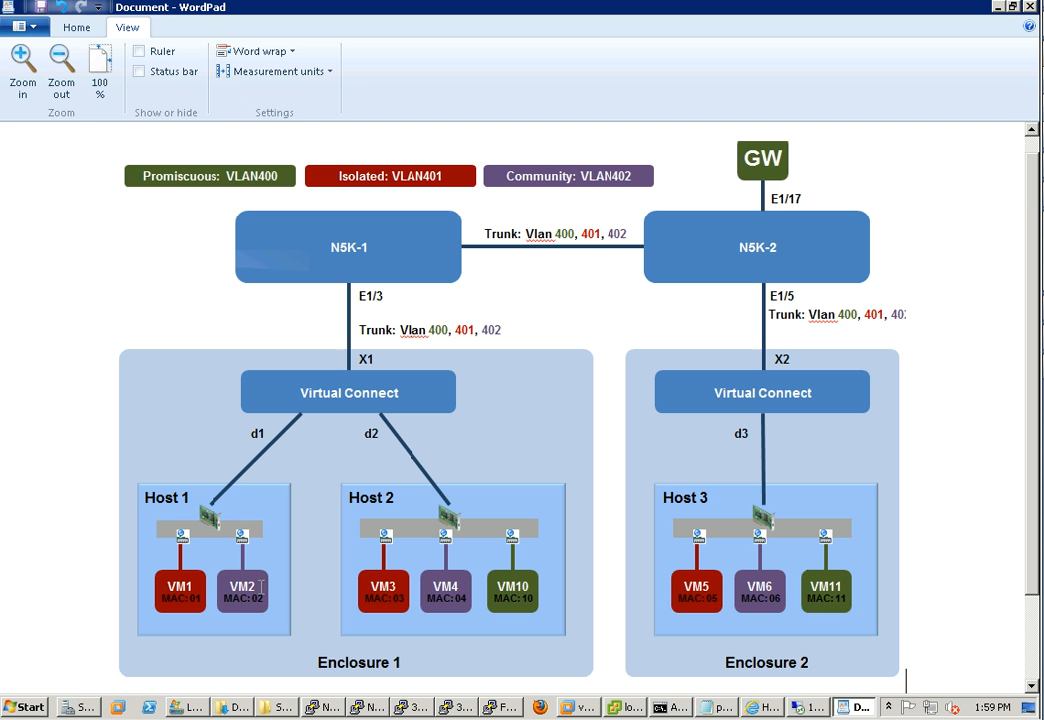 Document - WordPad
Home
View
Zoom in
Zoom out
100 %
Ruler
Status bar
Word wrap
Measurement units
Zoom
Show or hide
Settings
Promiscuous: VLAN400
Isolated: VLAN401
Community: VLAN402
GW
E1/17
N5K-1
Trunk: Vlan 400, 401, 402
N5K-2
E1/3
Trunk: Vlan 400, 401, 402
E1/5
Trunk: Vlan 400, 401, 402
X1
X2
Virtual Connect
Virtual Connect
d1
d2
d3
Host 1
Host 2
Host 3
VM1
MAC: 01
VM2
MAC: 02
VM3
MAC: 03
VM4
MAC: 04
VM10
MAC: 10
VM5
MAC: 05
VM6
MAC: 06
VM11
MAC: 11
Enclosure 1
Enclosure 2
Start
S...
L...
D...
S...
N...
N...
3...
3...
F...
v...
lo...
A...
p...
H...
1...
D...
1:59 PM